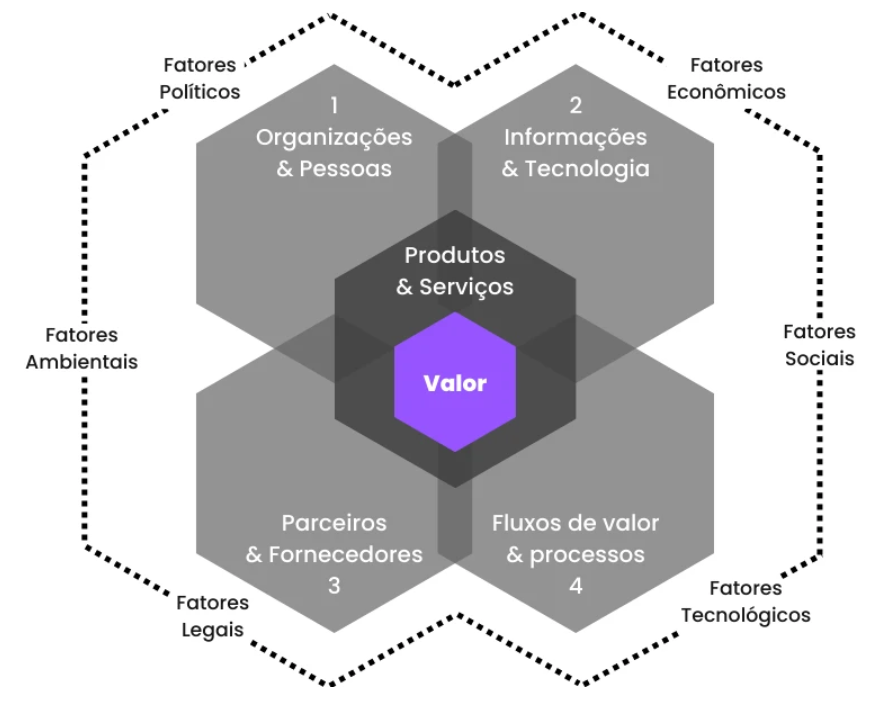 Fatores
Políticos
Fatores
Econômicos
1
Organizações
& Pessoas
2
Informações
& Tecnologia
Produtos
& Serviços
Fatores
Ambientais
Valor
Fatores
Sociais
Parceiros
& Fornecedores
3
Fluxos de valor
& processos
4
Fatores
Legais
Fatores
Tecnológicos